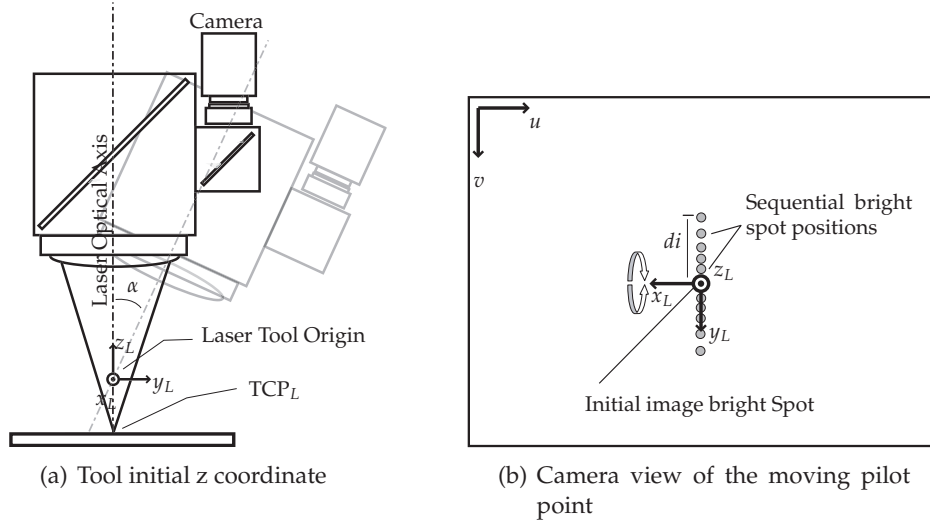 Camera
Laser Optical Axis
α
z_L
Laser Tool Origin
y_L
x_L
TCP_L
(a) Tool initial z coordinate
u
v
Sequential bright
spot positions
di
z_L
x_L
y_L
Initial image bright Spot
(b) Camera view of the moving pilot
point